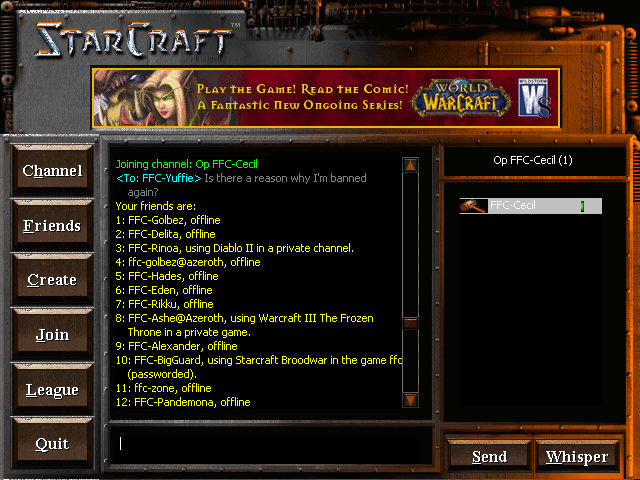 STARCRAFT™
PLAY THE GAME! READ THE COMIC!
A FANTASTIC NEW ONGOING SERIES!
WORLD
OF
WARCRAFT
WILDSTORM
WS
Channel
Friends
Create
Join
League
Quit
Joining channel: Op FFC-Cecil
<To: FFC-Yuffie> Is there a reason why I'm banned
again?
Your friends are:
1: FFC-Golbez, offline
2: FFC-Delita, offline
3: FFC-Rinoa, using Diablo II in a private channel.
4: ffc-golbez@azeroth, offline
5: FFC-Hades, offline
6: FFC-Eden, offline
7: FFC-Rikku, offline
8: FFC-Ashe@Azeroth, using Warcraft III The Frozen
Throne in a private game.
9: FFC-Alexander, offline
10: FFC-BigGuard, using Starcraft Broodwar in the game ffc
(passworded).
11: ffc-zone, offline
12: FFC-Pandemona, offline
Op FFC-Cecil (1)
FFC-Cecil
Send
Whisper